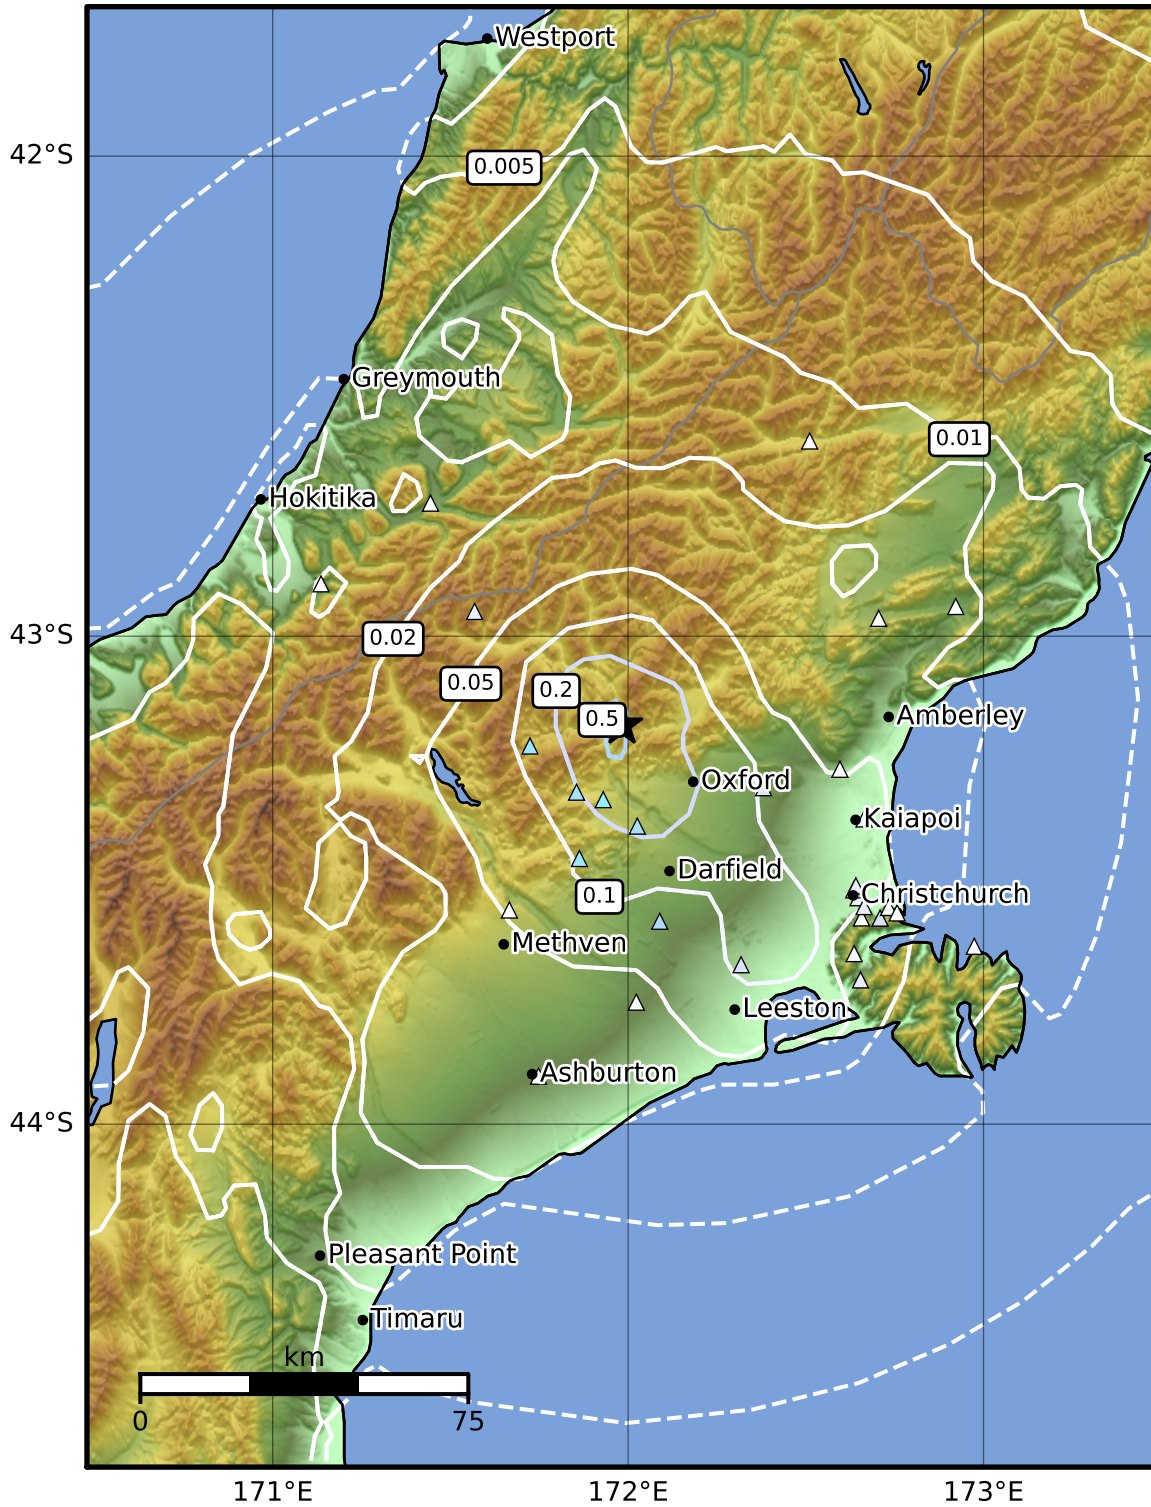 Westport
42°S
0.005
Greymouth
0.01
Hokitika
43°S
0.02
0.05
0.2
0.5
Amberley
Oxford
Kaiapoi
Darfield
0.1
Christchurch
Methven
Leeston
Ashburton
44°S
Pleasant Point
Timaru
km
0
75
171°E
172°E
173°E